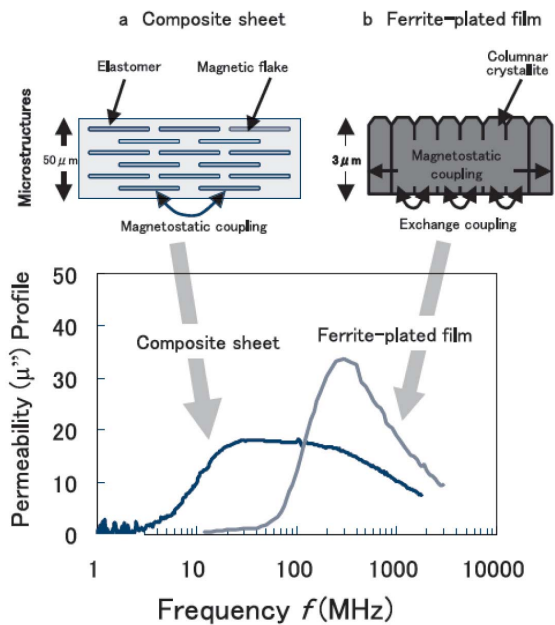 a Composite sheet
b Ferrite-plated film
Elastomer
Magnetic flake
Columnar
crystallite
Microstructures
50μm
3μm
Magnetostatic
coupling
Magnetostatic coupling
Exchange coupling
Permeability (μ”) Profile
50
40
30
20
10
0
Composite sheet
Ferrite-plated film
1
10
100
1000
10000
Frequency f(MHz)